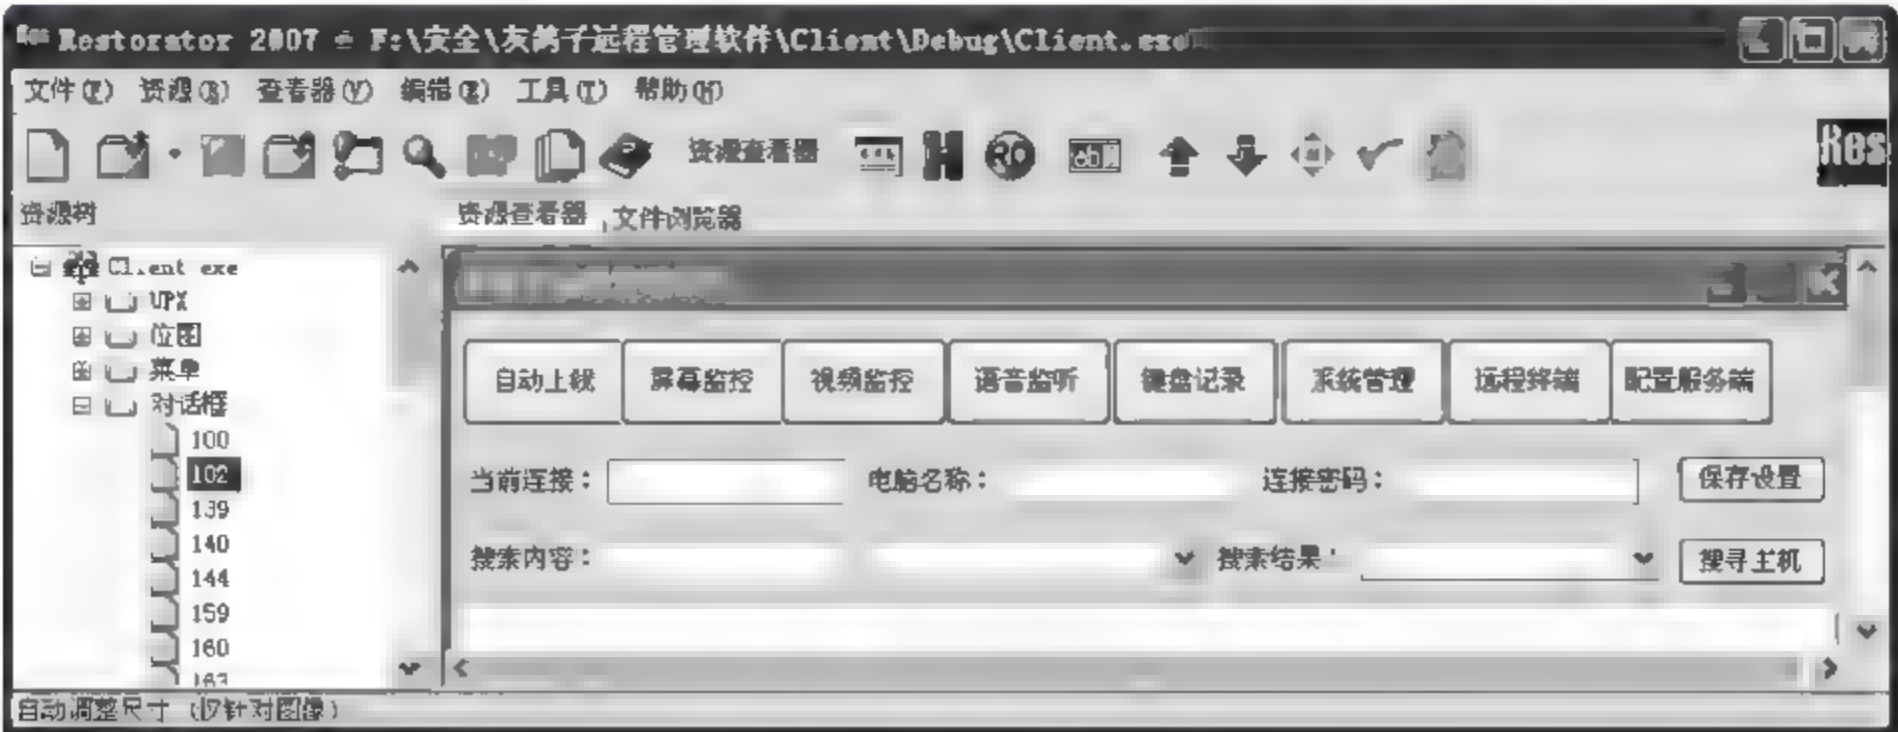 Restorator 2007 - F:\安全\灰鸽子远程管理软件\Client\Debug\Client.exe
文件(F) 资源(R) 查看器(V) 编辑(E) 工具(T) 帮助(H)
资源查看器 Res
资源树 资源查看器 文件浏览器
Client exe
UPX
位图
菜单
对话框
100
102
139
140
144
159
160
自动上线 屏幕监控 视频监控 语音监听 键盘记录 系统管理 远程终端 配置服务端
当前连接： 电脑名称： 连接密码： 保存设置
搜索内容： 搜索结果： 搜寻主机
自动调整尺寸 (仅针对图像)